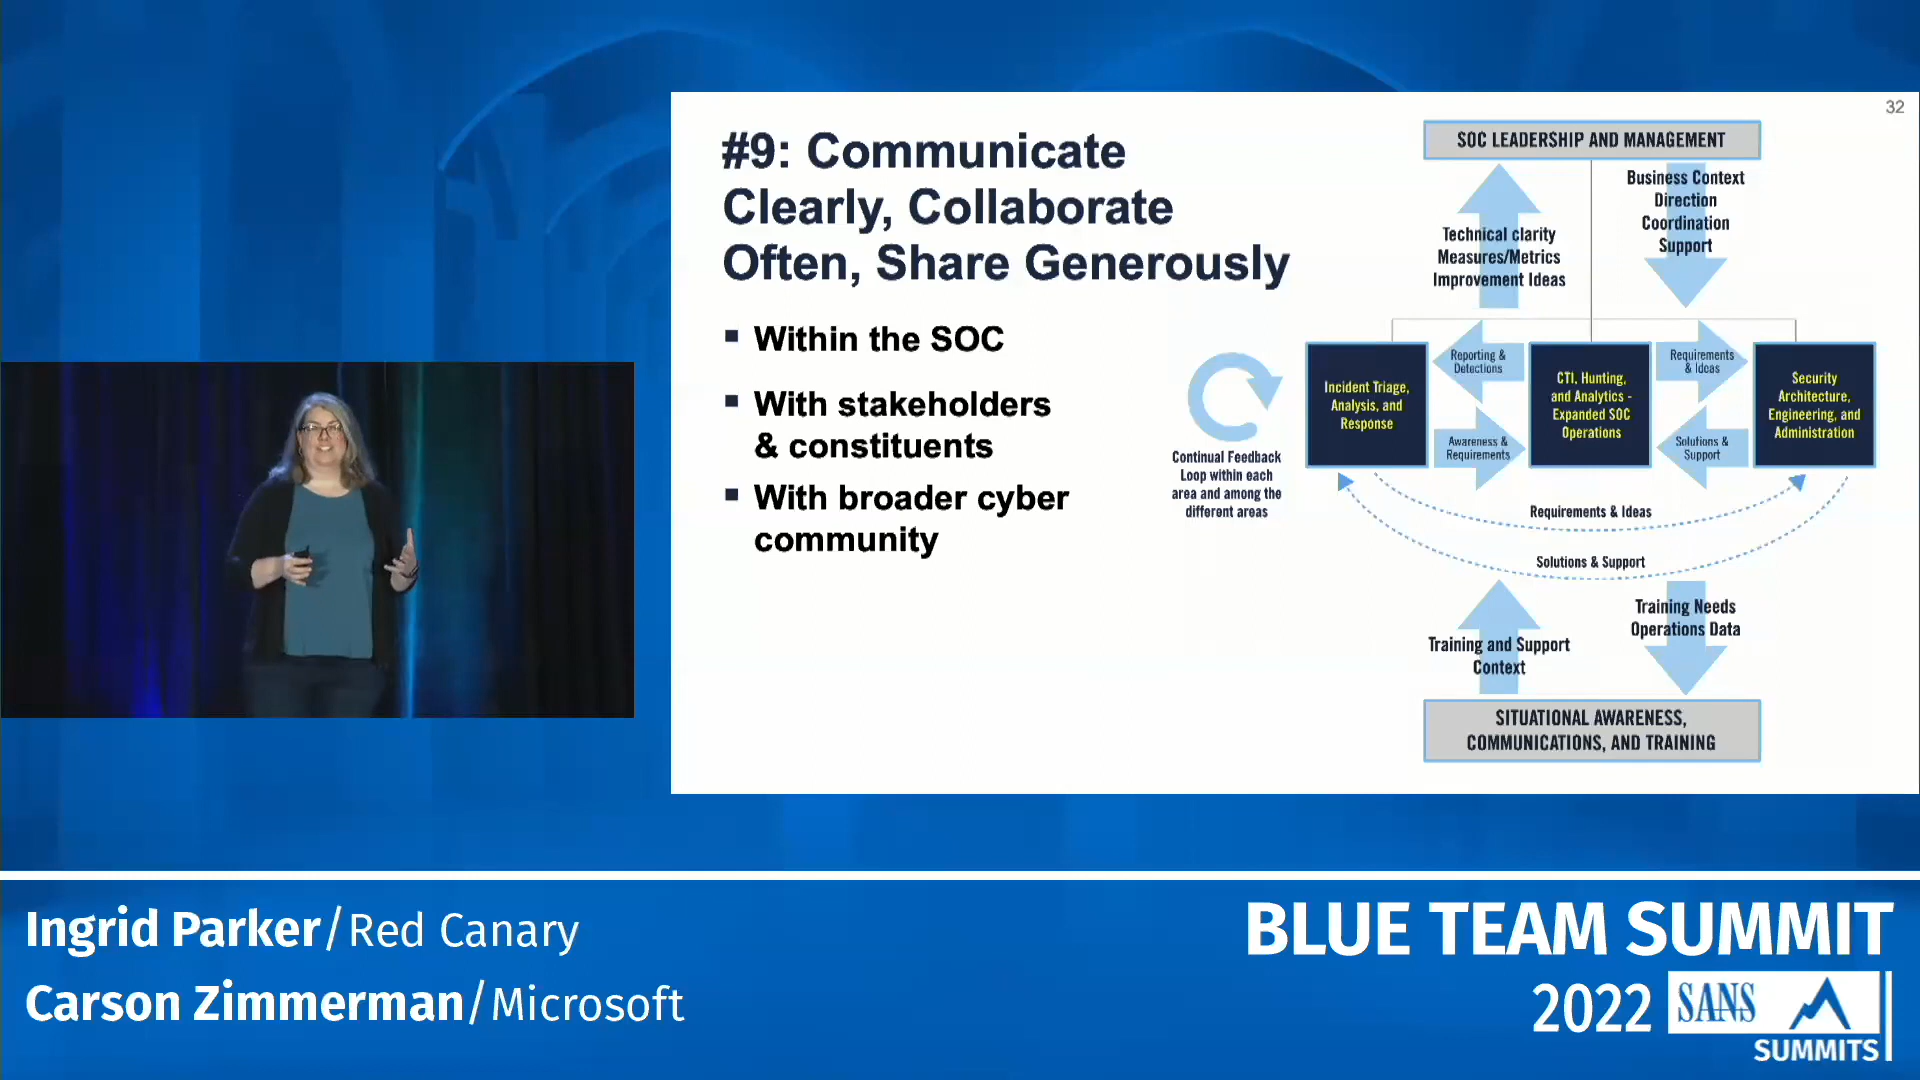 32
#9: Communicate
Clearly, Collaborate
Often, Share Generously
Within the SOC
With stakeholders
& constituents
With broader cyber
community
SOC LEADERSHIP AND MANAGEMENT
Technical clarity
Measures/Metrics
Improvement Ideas
Business Context
Direction
Coordination
Support
Continual Feedback
Loop within each
area and among the
different areas
Incident Triage,
Analysis, and
Response
Reporting &
Detections
Awareness &
Requirements
CTI, Hunting,
and Analytics -
Expanded SOC
Operations
Requirements
& Ideas
Solutions &
Support
Security
Architecture,
Engineering, and
Administration
Requirements & Ideas
Solutions & Support
Training and Support
Context
Training Needs
Operations Data
SITUATIONAL AWARENESS,
COMMUNICATIONS, AND TRAINING
Ingrid Parker/Red Canary
Carson Zimmerman/Microsoft
BLUE TEAM SUMMIT
2022
SANS
SUMMITS